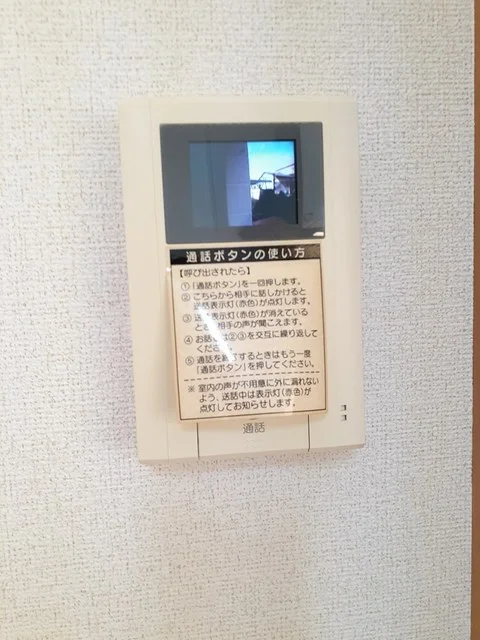 通話ボタンの使い方
【呼び出されたら】
①「通話ボタン」を一回押します。
②こちらから相手に話しかけると
送話表示灯(赤色)が点灯します。
③送話表示灯(赤色)が消えている
とき、相手の声が聞こえます。
④お話しは②③を交互に繰り返して
ください。
⑤通話を終了するときはもう一度
「通話ボタン」を押してください。
※室内の声が不用意に外に漏れない
よう、送話中は表示灯(赤色)が
点灯してお知らせします。
通話